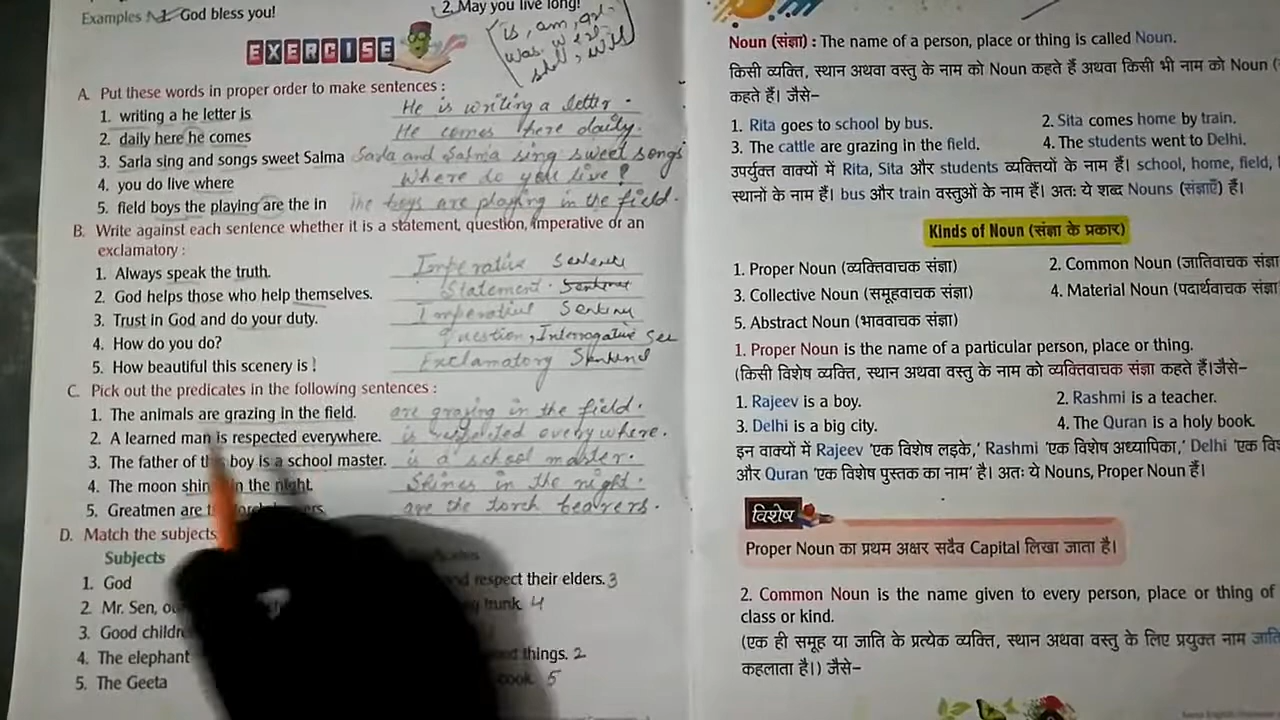 Examples 1. God bless you!
2. May you live long!
is, am, are
was. were
shall, will
EXERCISE
A. Put these words in proper order to make sentences :
1. writing a he letter is He is writing a letter.
2. daily here he comes He comes here daily.
3. Sarla sing and songs sweet Salma Sarla and Salma sing sweet songs
4. you do live where Where do you live?
5. field boys the playing are the in The boys are playing in the field.
B. Write against each sentence whether it is a statement, question, imperative or an
exclamatory :
1. Always speak the truth. Imperative Sentence
2. God helps those who help themselves. Statement.
3. Trust in God and do your duty. Imperative
4. How do you do? Question, Interrogative Sen
5. How beautiful this scenery is! Exclamatory
C. Pick out the predicates in the following sentences :
1. The animals are grazing in the field. are grazing in the field.
2. A learned man is respected everywhere. is respected everywhere.
3. The father of this boy is a school master. is a school master.
4. The moon shin in the night. Shines in the night.
5. Greatmen are are the torch bearers.
D. Match the subjects
Subjects
1. God and respect their elders. 3
2. Mr. Sen, trunk. 4
3. Good childre
4. The elephant things. 2
5. The Geeta book. 5
Noun (संज्ञा) : The name of a person, place or thing is called Noun.
किसी व्यक्ति, स्थान अथवा वस्तु के नाम को Noun कहते हैं अथवा किसी भी नाम को Noun (
कहते हैं। जैसे–
1. Rita goes to school by bus. 2. Sita comes home by train.
3. The cattle are grazing in the field. 4. The students went to Delhi.
उपर्युक्त वाक्यों में Rita, Sita और students व्यक्तियों के नाम हैं। school, home, field,
स्थानों के नाम हैं। bus और train वस्तुओं के नाम हैं। अतः ये शब्द Nouns (संज्ञाएँ) हैं।
Kinds of Noun (संज्ञा के प्रकार)
1. Proper Noun (व्यक्तिवाचक संज्ञा) 2. Common Noun (जातिवाचक संज्ञा
3. Collective Noun (समूहवाचक संज्ञा) 4. Material Noun (पदार्थवाचक संज्ञा
5. Abstract Noun (भाववाचक संज्ञा)
1. Proper Noun is the name of a particular person, place or thing.
(किसी विशेष व्यक्ति, स्थान अथवा वस्तु के नाम को व्यक्तिवाचक संज्ञा कहते हैं।जैसे–
1. Rajeev is a boy. 2. Rashmi is a teacher.
3. Delhi is a big city. 4. The Quran is a holy book.
इन वाक्यों में Rajeev 'एक विशेष लड़के,' Rashmi 'एक विशेष अध्यापिका,' Delhi 'एक
और Quran 'एक विशेष पुस्तक का नाम' है। अतः ये Nouns, Proper Noun हैं।
विशेष
Proper Noun का प्रथम अक्षर सदैव Capital लिखा जाता है।
2. Common Noun is the name given to every person, place or thing of
class or kind.
(एक ही समूह या जाति के प्रत्येक व्यक्ति, स्थान अथवा वस्तु के लिए प्रयुक्त नाम
कहलाता है।) जैसे–